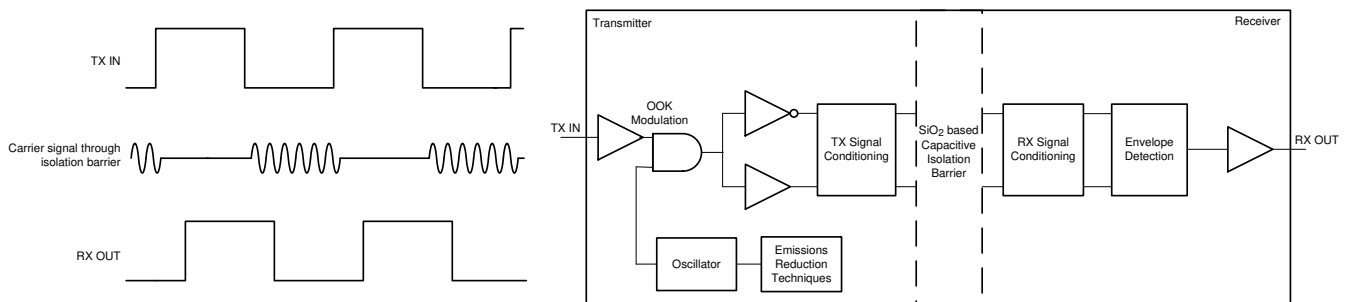 TX IN
Carrier signal through
isolation barrier
RX OUT
Transmitter
Receiver
TX IN
OOK
Modulation
TX Signal
Conditioning
SiO2 based
Capacitive
Isolation
Barrier
RX Signal
Conditioning
Envelope
Detection
RX OUT
Oscillator
Emissions
Reduction
Techniques